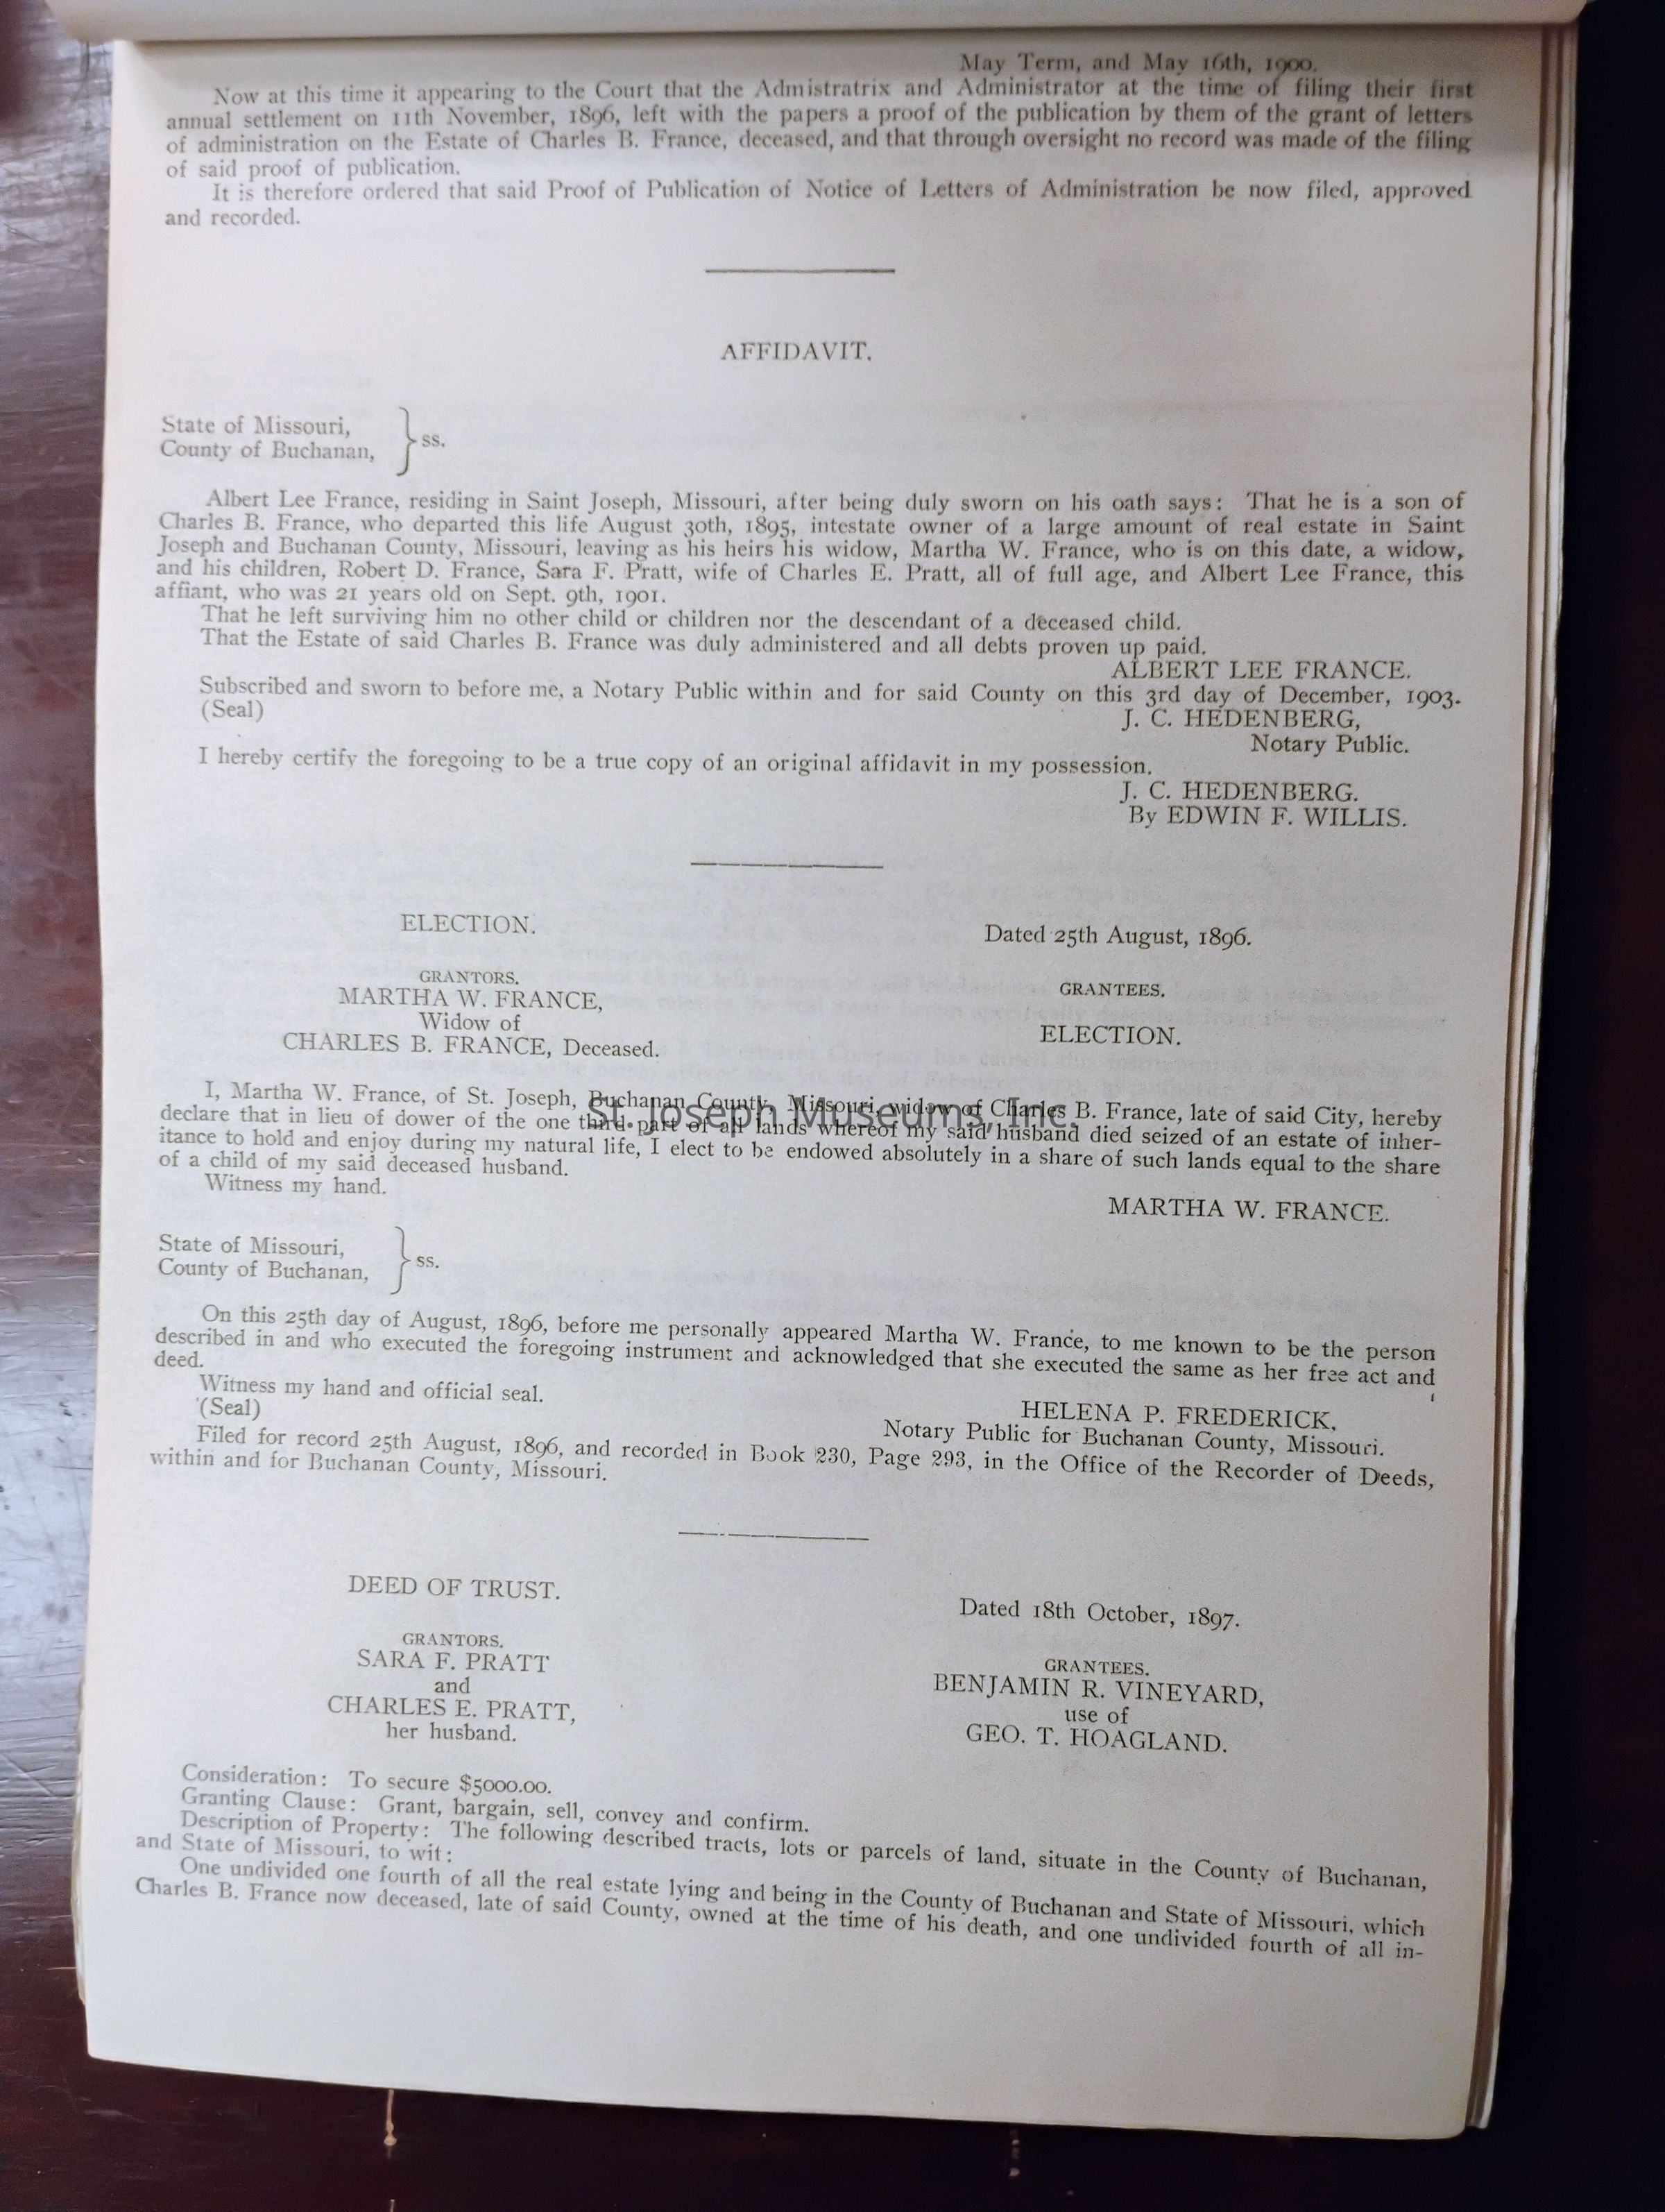 May Term, and May 16th, 1900.
Now at this time it appearing to the Court that the Admistratrix and Administrator at the time of filing their first
annual settlement on 11th November, 1896, left with the papers a proof of the publication by them of the grant of letters
of administration on the Estate of Charles B. France, deceased, and that through oversight no record was made of the filing
of said proof of publication.
It is therefore ordered that said Proof of Publication of Notice of Letters of Administration be now filed, approved
and recorded.
AFFIDAVIT.
State of Missouri,
County of Buchanan, } ss.
Albert Lee France, residing in Saint Joseph, Missouri, after being duly sworn on his oath says: That he is a son of
Charles B. France, who departed this life August 30th, 1895, intestate owner of a large amount of real estate in Saint
Joseph and Buchanan County, Missouri, leaving as his heirs his widow, Martha W. France, who is on this date, a widow,
and his children, Robert D. France, Sara F. Pratt, wife of Charles E. Pratt, all of full age, and Albert Lee France, this
affiant, who was 21 years old on Sept. 9th, 1901.
That he left surviving him no other child or children nor the descendant of a deceased child.
That the Estate of said Charles B. France was duly administered and all debts proven up paid.
ALBERT LEE FRANCE.
Subscribed and sworn to before me, a Notary Public within and for said County on this 3rd day of December, 1903.
(Seal) J. C. HEDENBERG,
Notary Public.
I hereby certify the foregoing to be a true copy of an original affidavit in my possession.
J. C. HEDENBERG.
By EDWIN F. WILLIS.
ELECTION. Dated 25th August, 1896.
GRANTORS. GRANTEES.
MARTHA W. FRANCE,
Widow of ELECTION.
CHARLES B. FRANCE, Deceased.
I, Martha W. France, of St. Joseph, Buchanan County, Missouri, widow of Charles B. France, late of said City, hereby
St. Joseph Museums, Inc.
declare that in lieu of dower of the one third part of all lands whereof my said husband died seized of an estate of inher-
itance to hold and enjoy during my natural life, I elect to be endowed absolutely in a share of such lands equal to the share
of a child of my said deceased husband.
Witness my hand.
MARTHA W. FRANCE.
State of Missouri,
County of Buchanan, } ss.
On this 25th day of August, 1896, before me personally appeared Martha W. France, to me known to be the person
described in and who executed the foregoing instrument and acknowledged that she executed the same as her free act and
deed.
Witness my hand and official seal.
(Seal) HELENA P. FREDERICK,
Notary Public for Buchanan County, Missouri.
Filed for record 25th August, 1896, and recorded in Book 230, Page 293, in the Office of the Recorder of Deeds,
within and for Buchanan County, Missouri.
DEED OF TRUST. Dated 18th October, 1897.
GRANTORS. GRANTEES.
SARA F. PRATT BENJAMIN R. VINEYARD,
and use of
CHARLES E. PRATT, GEO. T. HOAGLAND.
her husband.
Consideration: To secure $5000.00.
Granting Clause: Grant, bargain, sell, convey and confirm.
Description of Property: The following described tracts, lots or parcels of land, situate in the County of Buchanan,
and State of Missouri, to wit:
One undivided one fourth of all the real estate lying and being in the County of Buchanan and State of Missouri, which
Charles B. France now deceased, late of said County, owned at the time of his death, and one undivided fourth of all in-